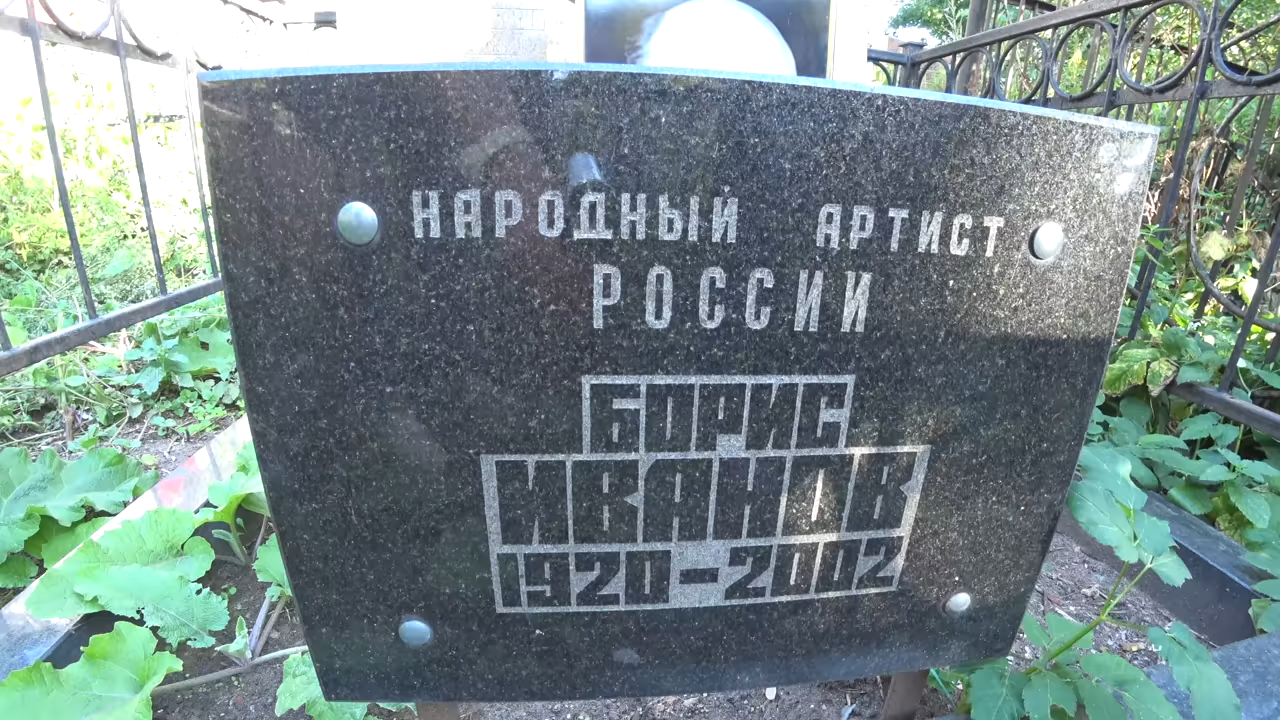 НАРОДНЫЙ АРТИСТ
РОССИИ
БОРИС
ИВАНОВ
1920-2002